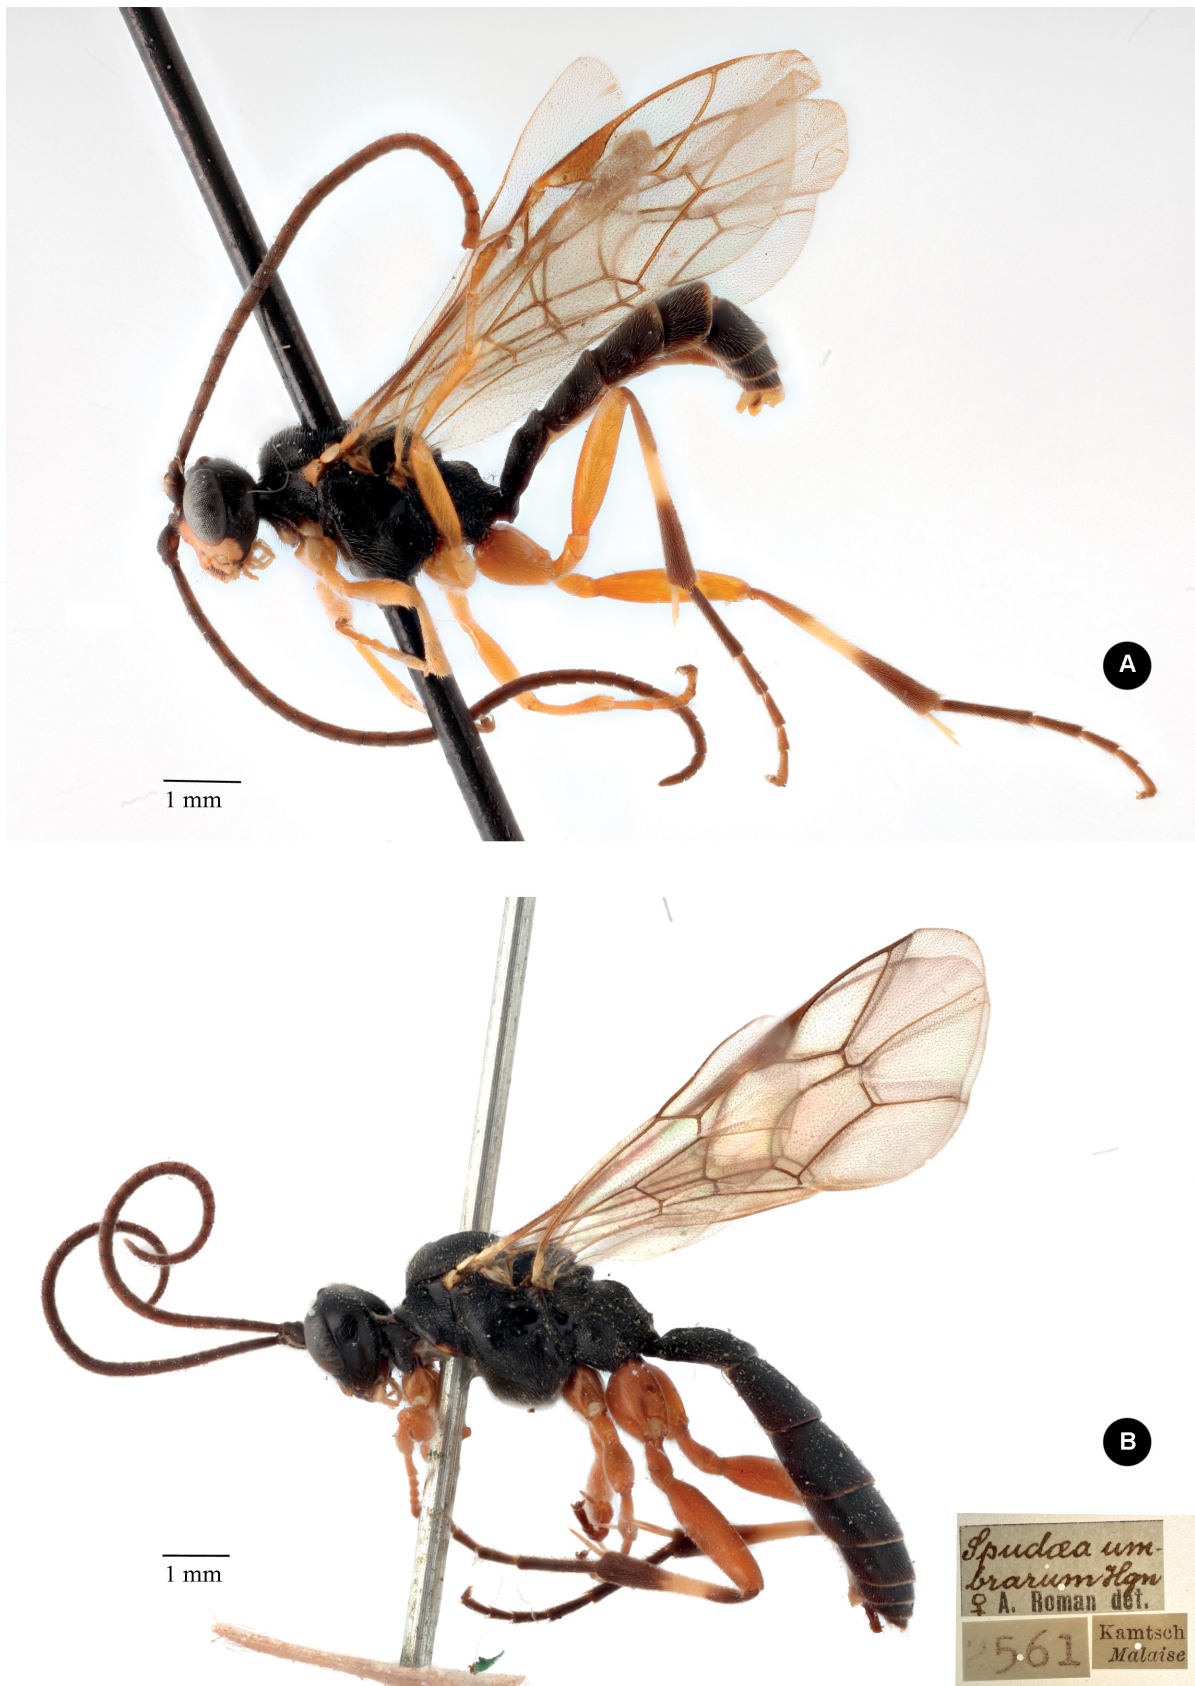 A
1 mm
B
1 mm
Spudæa um-
brarum Hgn
♀ A. Roman det.
561
Kamtsch
Malaise